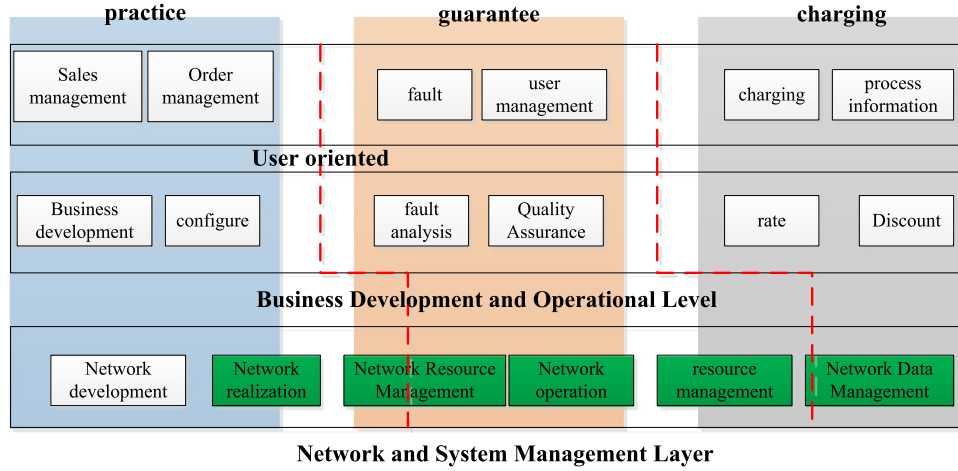 practice guarantee charging
Sales management
Order management
fault
user management
charging
process information
User oriented
Business development
configure
fault analysis
Quality Assurance
rate
Discount
Business Development and Operational Level
Network development
Network realization
Network Resource Management
Network operation
resource management
Network Data Management
Network and System Management Layer